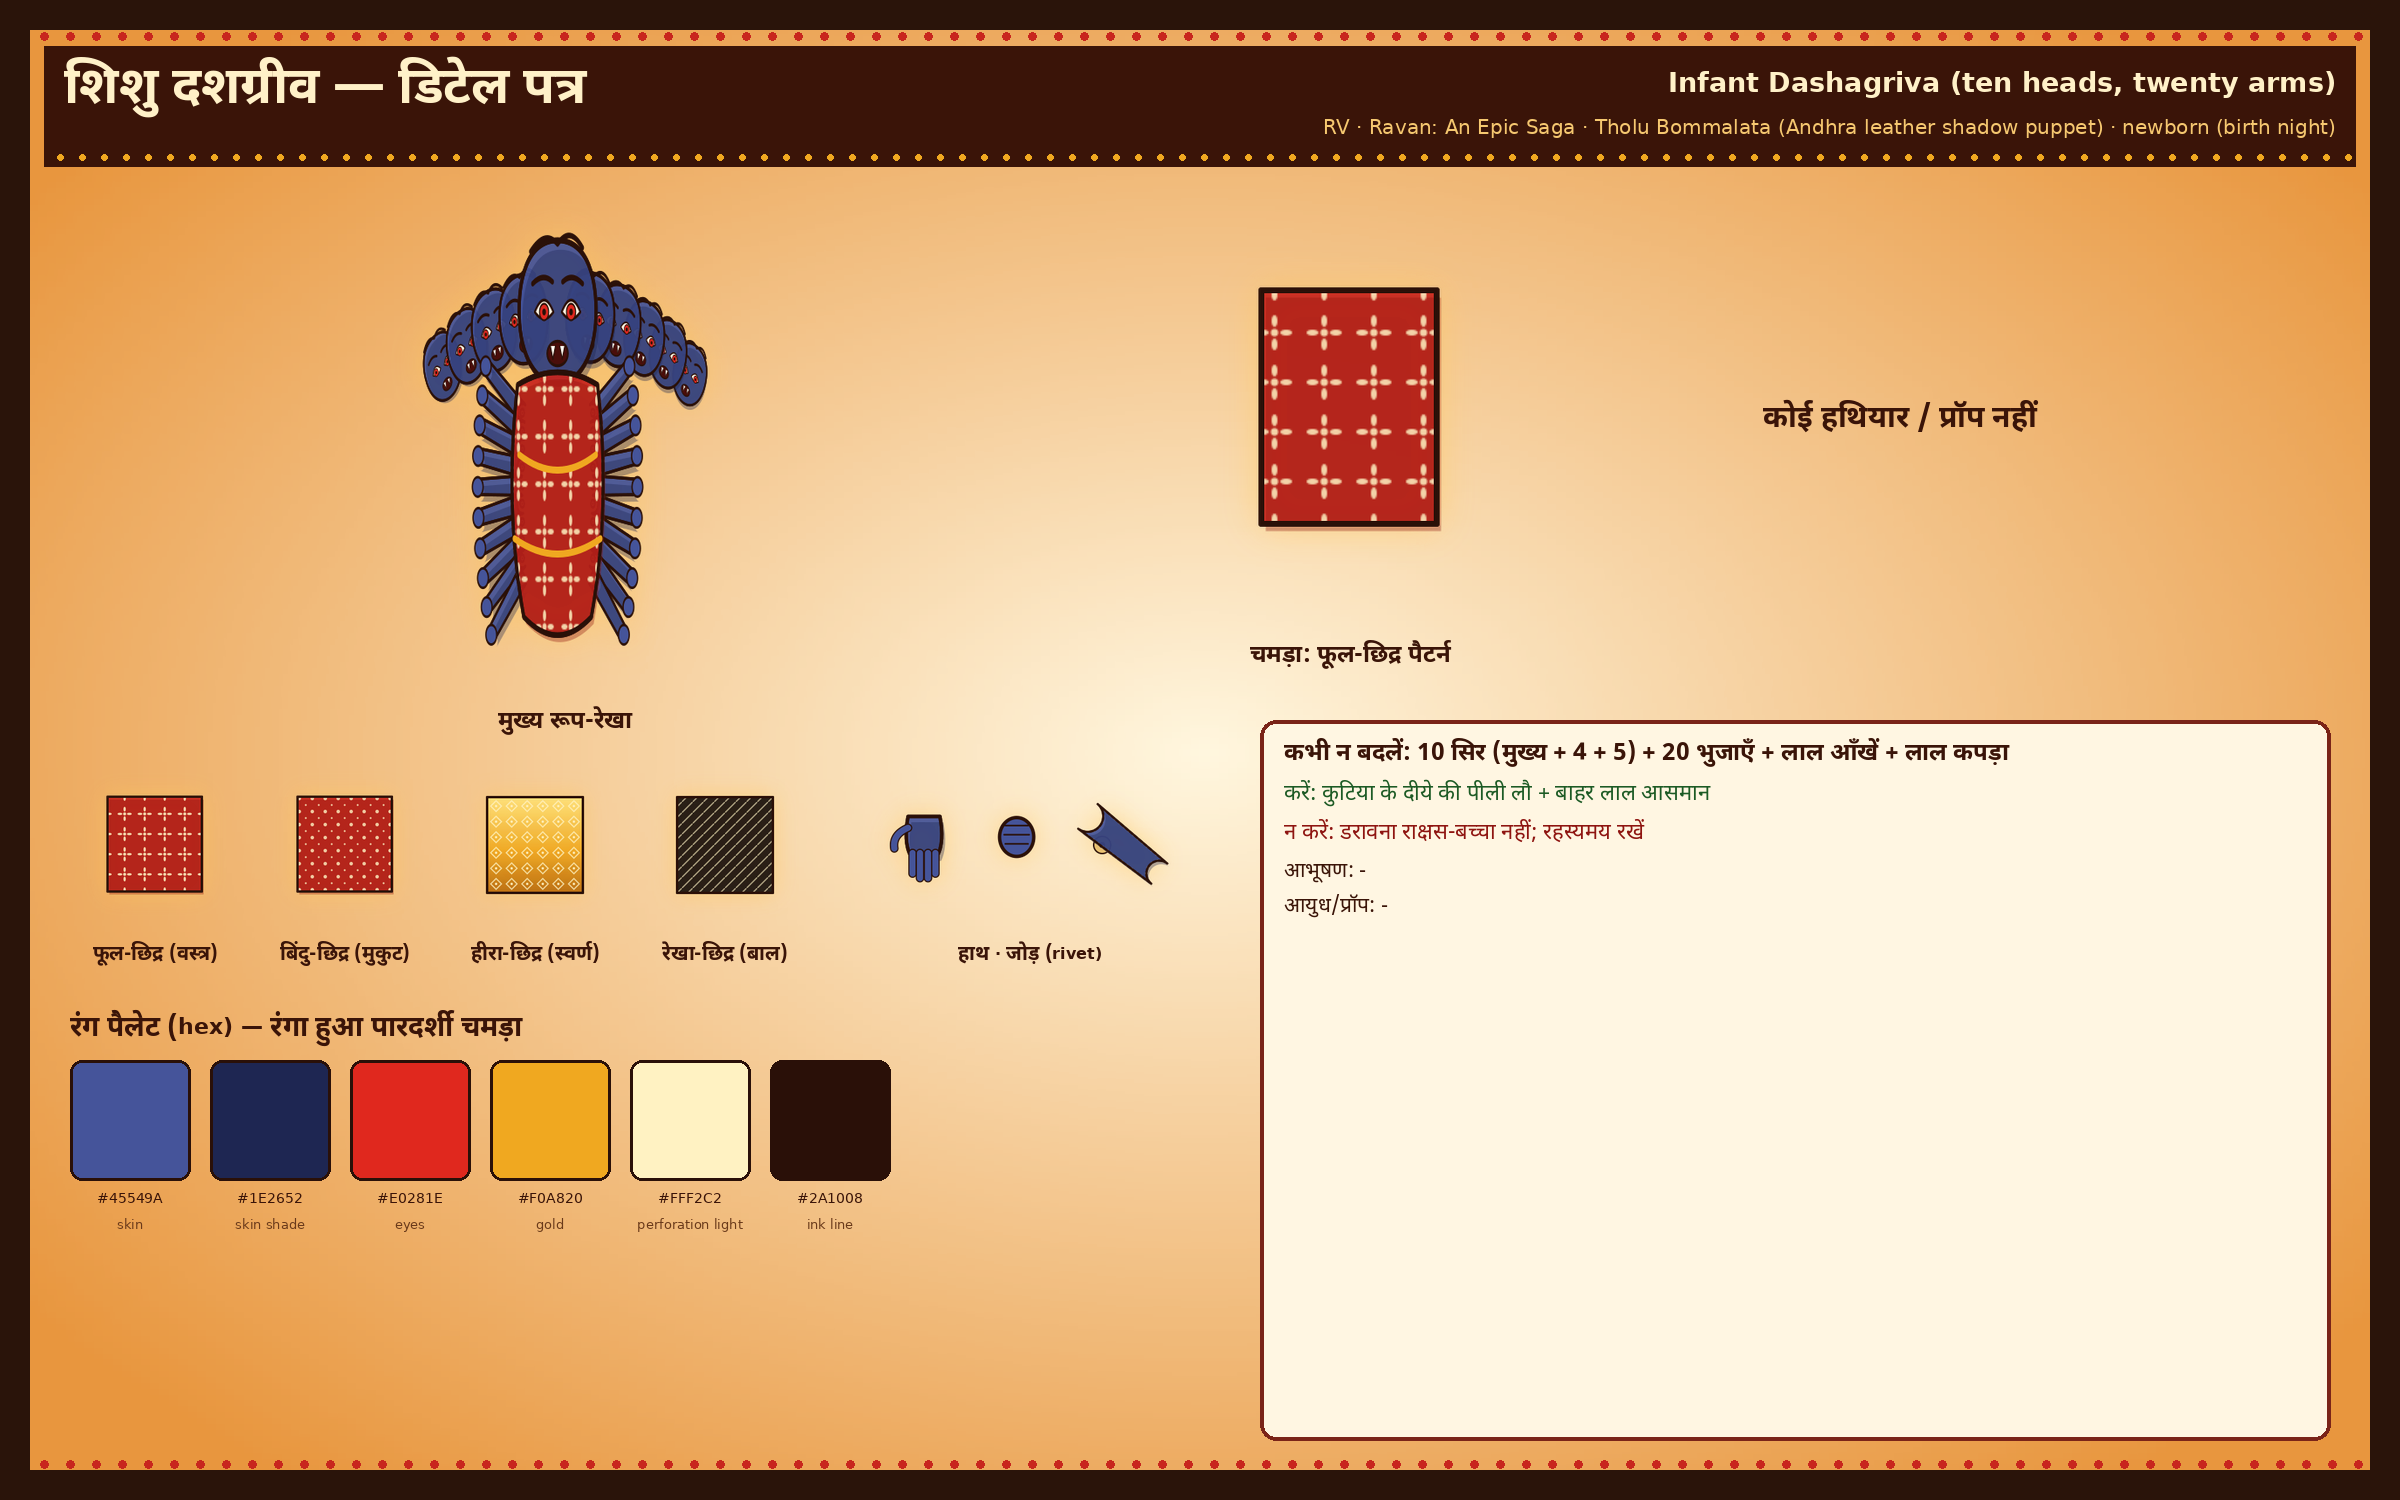 शिशु दशग्रीव — डिटेल पत्र
Infant Dashagriva (ten heads, twenty arms)
RV · Ravan: An Epic Saga · Tholu Bommalata (Andhra leather shadow puppet) · newborn (birth night)
कोई हथियार / प्रॉप नहीं
चमड़ा: फूल-छिद्र पैटर्न
मुख्य रूप-रेखा
कभी न बदलें: 10 सिर (मुख्य + 4 + 5) + 20 भुजाएँ + लाल आँखें + लाल कपड़ा
करें: कुटिया के दीये की पीली लौ + बाहर लाल आसमान
न करें: डरावना राक्षस-बच्चा नहीं; रहस्यमय रखें
आभूषण: -
आयुध/प्रॉप: -
फूल-छिद्र (वस्त्र)
बिंदु-छिद्र (मुकुट)
हीरा-छिद्र (स्वर्ण)
रेखा-छिद्र (बाल)
हाथ · जोड़ (rivet)
रंग पैलेट (hex) — रंगा हुआ पारदर्शी चमड़ा
#45549A
#1E2652
#E0281E
#F0A820
#FFF2C2
#2A1008
skin
skin shade
eyes
gold
perforation light
ink line